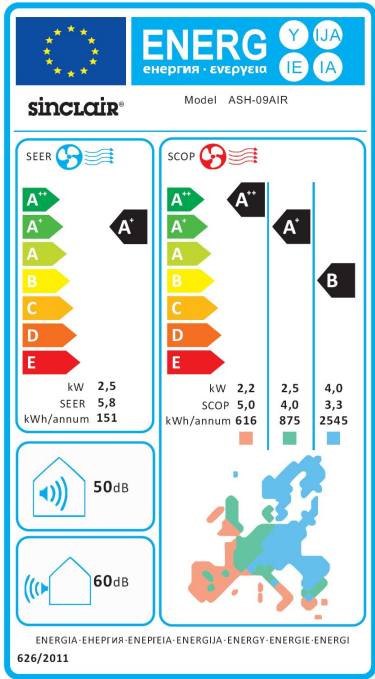 ENERG
енергия · ενεργεια
Y IJA
IE IA
sinclair®
Model ASH-09AIR
SEER
A++
A+
A
B
C
D
E
A+
kW 2,5
SEER 5,8
kWh/annum 151
SCOP
A++
A+
A
B
C
D
E
A++
A+
B
kW 2,2 2,5 4,0
SCOP 5,0 4,0 3,3
kWh/annum 616 875 2545
50dB
60dB
ENERGIA·ЕНЕРГИЯ·ΕΝΕΡΓΕΙΑ·ENERGIJA·ENERGY·ENERGIE·ENERGI
626/2011